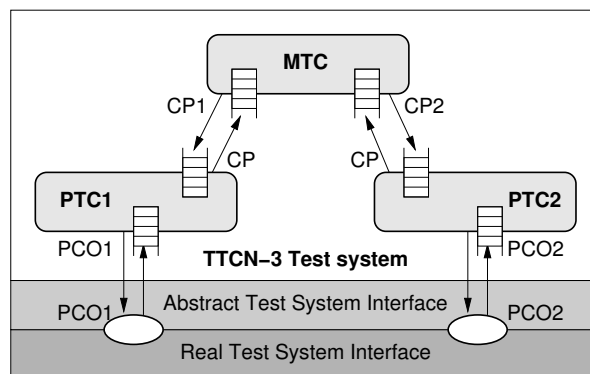 MTC
CP1
CP2
CP
CP
PTC1
PTC2
PCO1
PCO2
TTCN−3 Test system
Abstract Test System Interface
PCO1
PCO2
Real Test System Interface